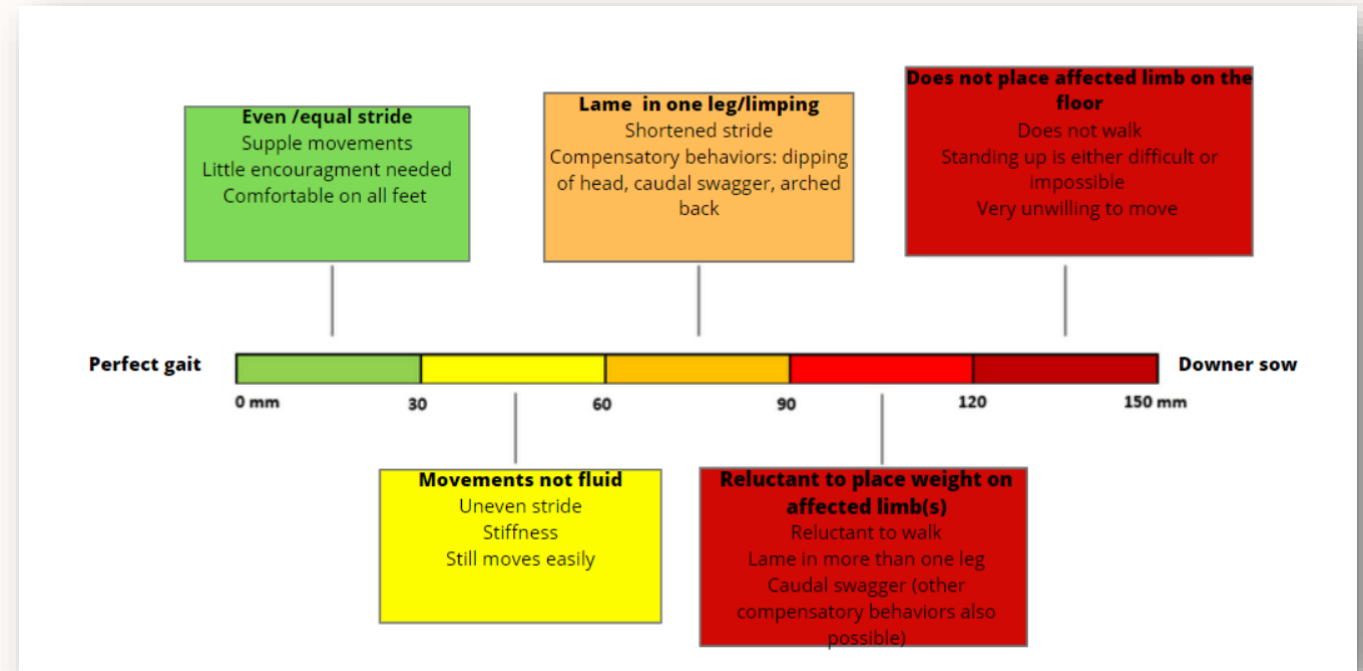 Even /equal stride
Supple movements
Little encouragment needed
Comfortable on all feet
Lame in one leg/limping
Shortened stride
Compensatory behaviors: dipping
of head, caudal swagger, arched
back
Does not place affected limb on the
floor
Does not walk
Standing up is either difficult or
impossible
Very unwilling to move
Perfect gait
Downer sow
0 mm
30
60
90
120
150 mm
Movements not fluid
Uneven stride
Stiffness
Still moves easily
Reluctant to place weight on
affected limb(s)
Reluctant to walk
Lame in more than one leg
Caudal swagger (other
compensatory behaviors also
possible)